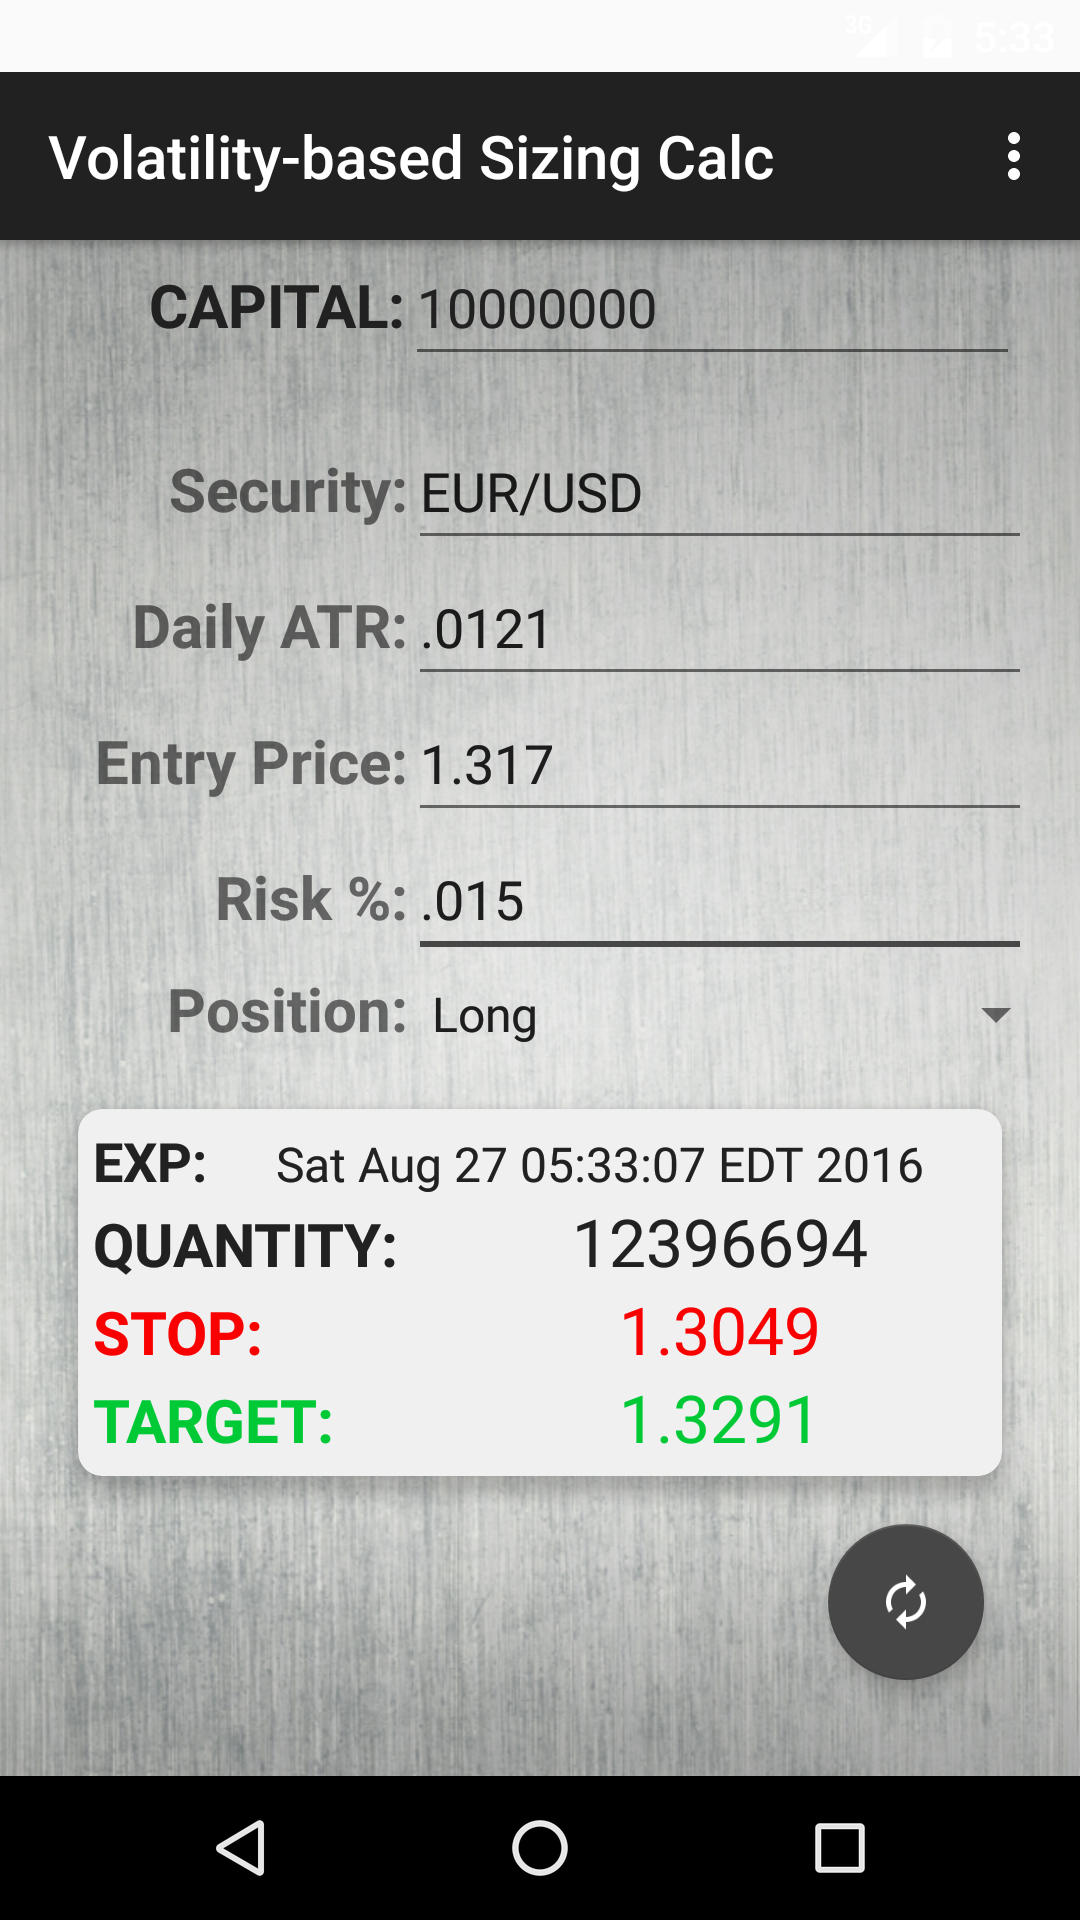 3G 5:33
Volatility-based Sizing Calc
CAPITAL: 10000000
Security: EUR/USD
Daily ATR: .0121
Entry Price: 1.317
Risk %: .015
Position: Long
EXP: Sat Aug 27 05:33:07 EDT 2016
QUANTITY: 12396694
STOP: 1.3049
TARGET: 1.3291